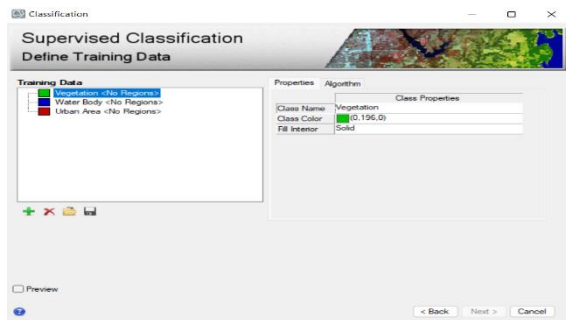 Classification
Supervised Classification
Define Training Data
Training Data
Vegetation <No Regions>
Water Body <No Regions>
Urban Area <No Regions>
Properties Algorithm
Class Properties
Class Name Vegetation
Class Color (0,196,0)
Fill Interior Solid
Preview
< Back Next > Cancel